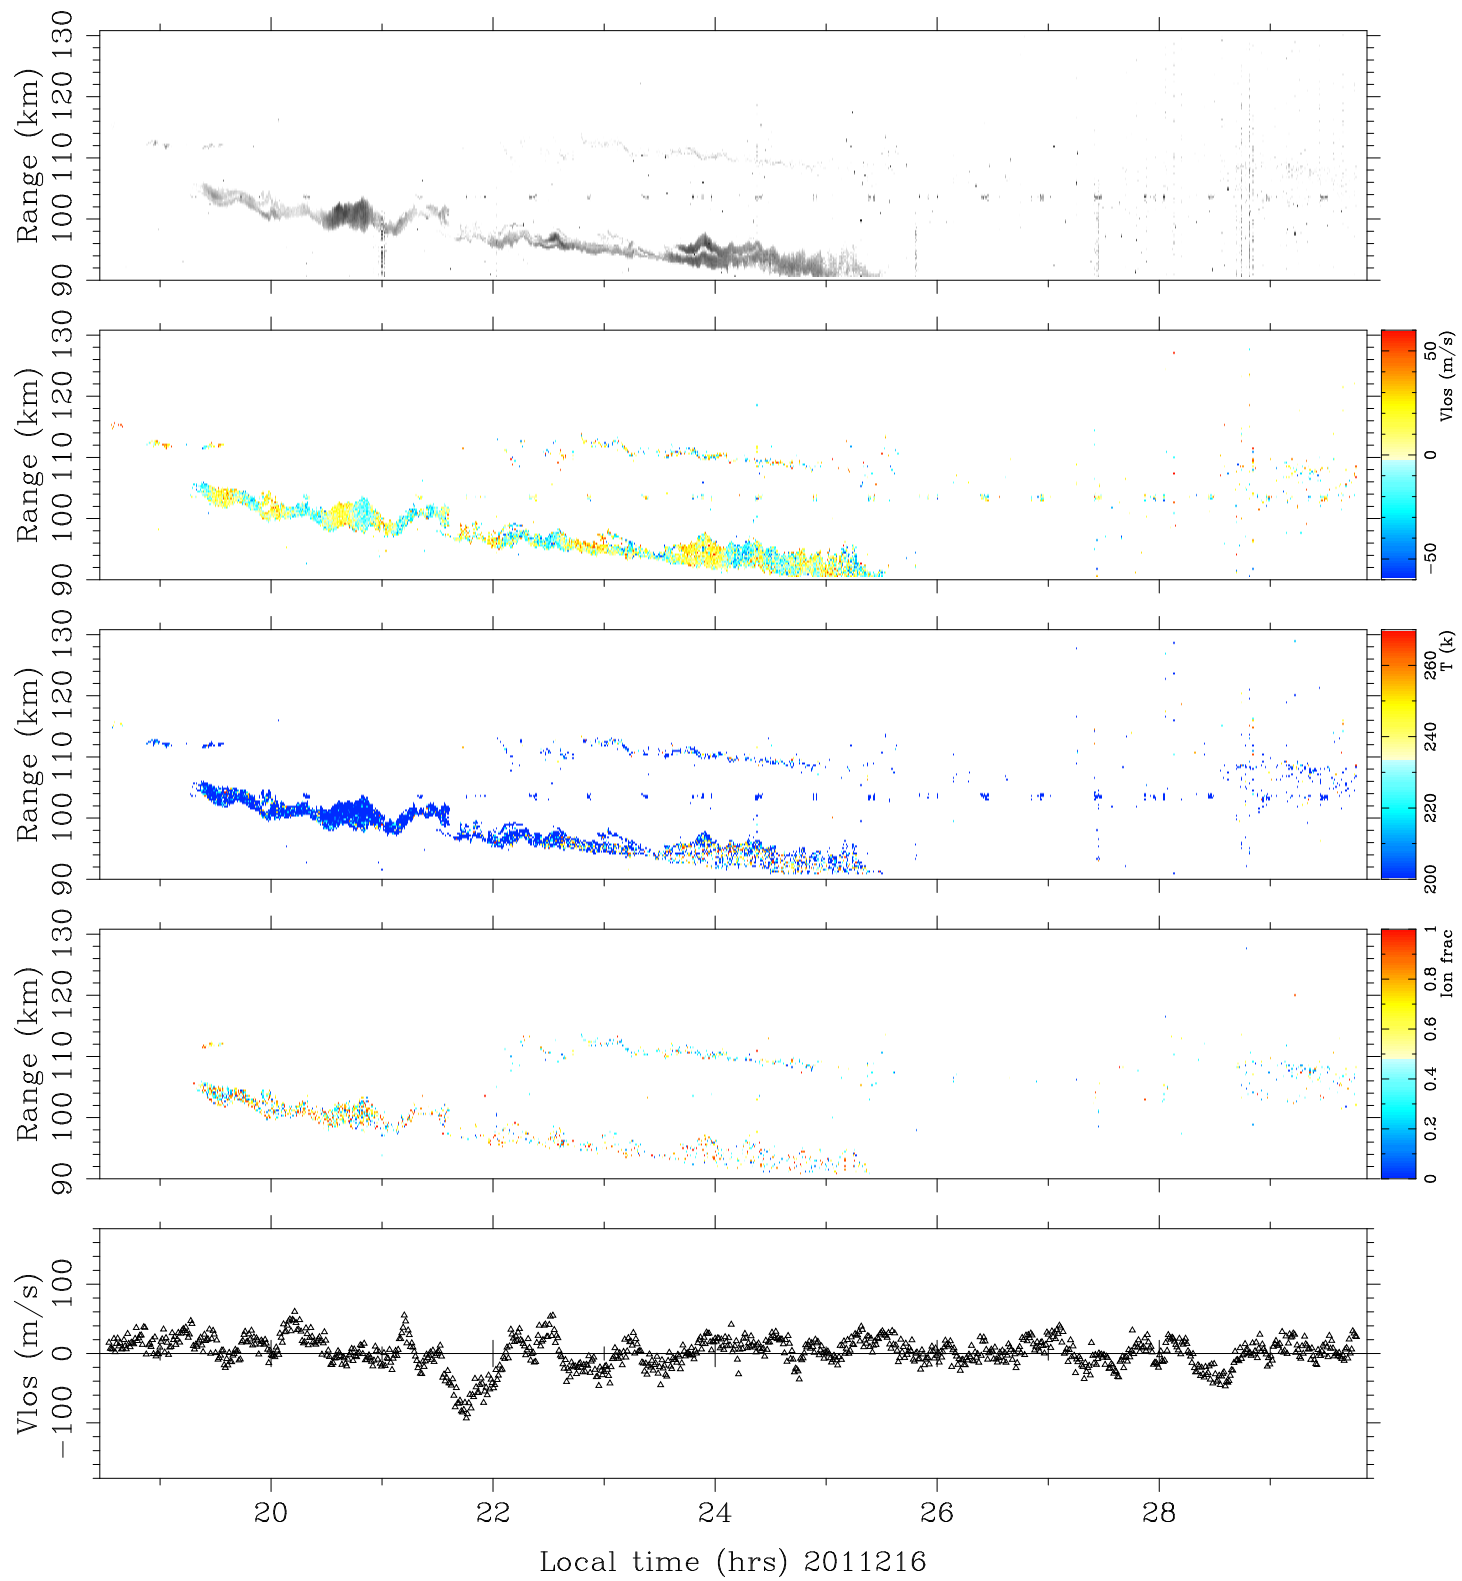 Range (km)
90 100 110 120 130
Range (km)
90 100 110 120 130
−50 0 50
Vlos (m/s)
Range (km)
90 100 110 120 130
200 220 240 260
T (k)
Range (km)
90 100 110 120 130
0 0.2 0.4 0.6 0.8 1
Ion frac
Vlos (m/s)
−100 0 100
20 22 24 26 28
Local time (hrs) 2011216